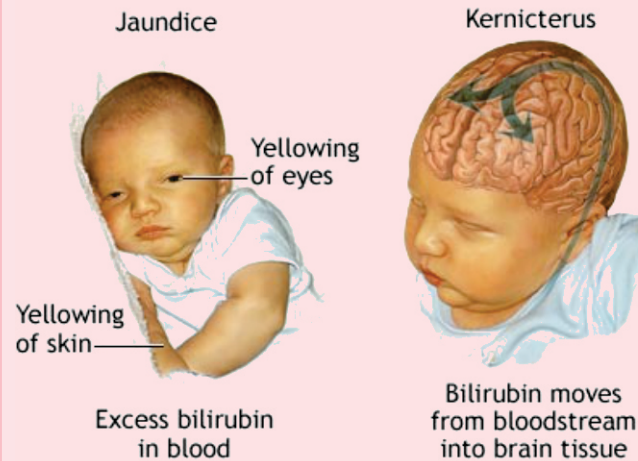 Jaundice
Yellowing
of eyes
Yellowing
of skin
Excess bilirubin
in blood
Kernicterus
Bilirubin moves
from bloodstream
into brain tissue